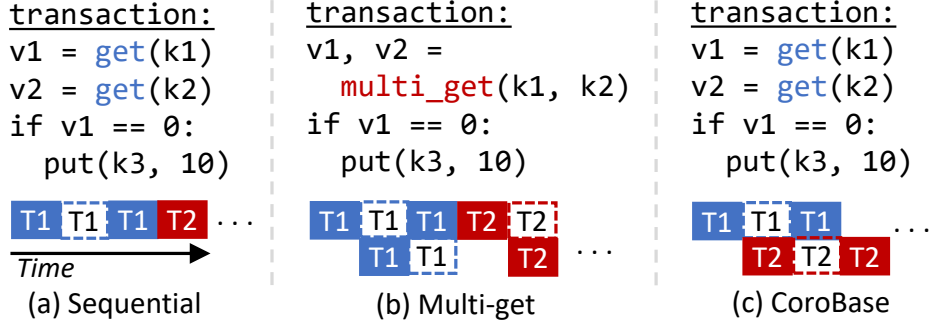 transaction:
v1 = get(k1)
v2 = get(k2)
if v1 == 0:
put(k3, 10)
T1 T1 T1 T2 ...
Time
(a) Sequential
transaction:
v1, v2 =
multi_get(k1, k2)
if v1 == 0:
put(k3, 10)
T1 T1 T1 T2 T2
T1 T1 T2 ...
(b) Multi-get
transaction:
v1 = get(k1)
v2 = get(k2)
if v1 == 0:
put(k3, 10)
T1 T1 T1 ...
T2 T2 T2
(c) CoroBase